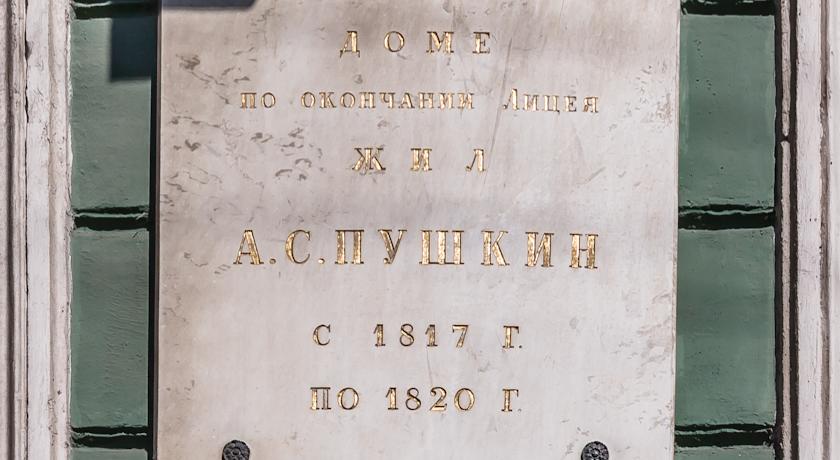 ДОМЕ
ПО ОКОНЧАНИИ ЛИЦЕЯ
ЖИЛ
А.С.ПУШКИН
С 1817 Г.
ПО 1820 Г.